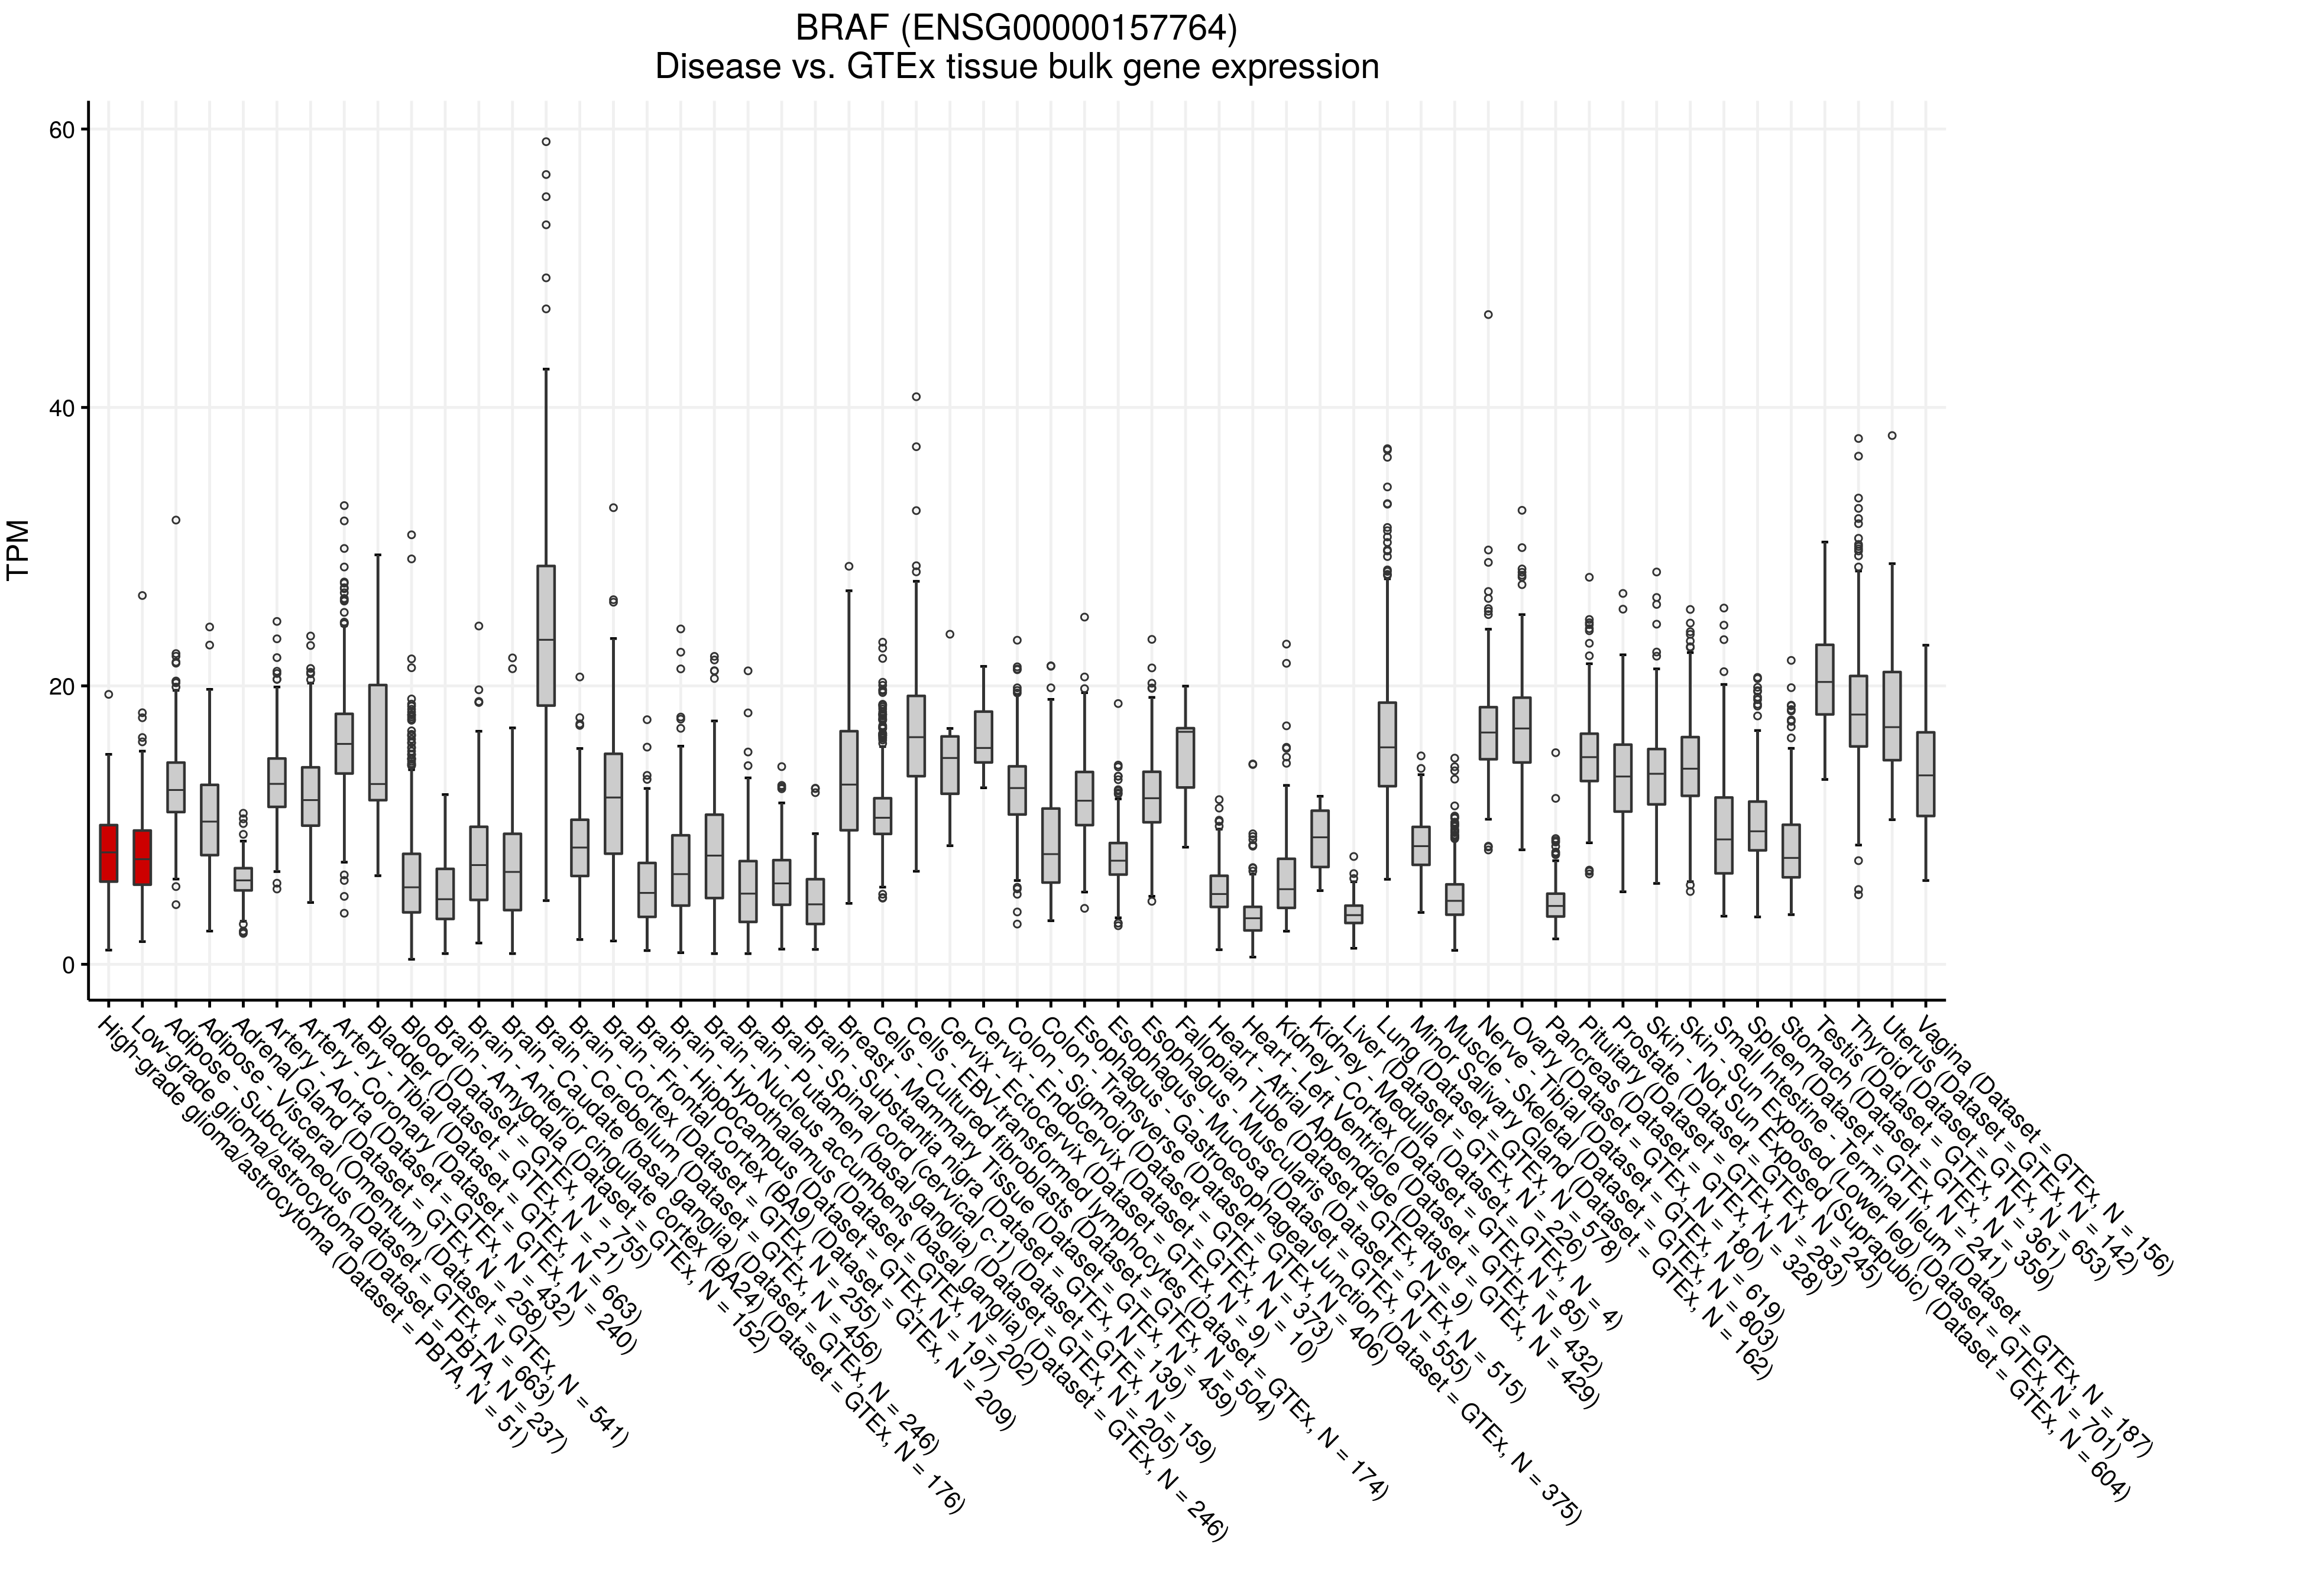 BRAF (ENSG00000157764)
Disease vs. GTEx tissue bulk gene expression
TPM
60
40
20
0
High-grade glioma/astrocytoma (Dataset = PBTA, N = 51)
Low-grade glioma/astrocytoma (Dataset = PBTA, N = 237)
Adipose - Subcutaneous (Dataset = GTEx, N = 663)
Adipose - Visceral (Omentum) (Dataset = GTEx, N = 541)
Adrenal Gland (Dataset = GTEx, N = 258)
Artery - Aorta (Dataset = GTEx, N = 432)
Artery - Coronary (Dataset = GTEx, N = 240)
Artery - Tibial (Dataset = GTEx, N = 663)
Bladder (Dataset = GTEx, N = 21)
Blood (Dataset = GTEx, N = 755)
Brain - Amygdala (Dataset = GTEx, N = 152)
Brain - Anterior cingulate cortex (BA24) (Dataset = GTEx, N = 176)
Brain - Caudate (basal ganglia) (Dataset = GTEx, N = 246)
Brain - Cerebellum (Dataset = GTEx, N = 456)
Brain - Cortex (Dataset = GTEx, N = 255)
Brain - Frontal Cortex (BA9) (Dataset = GTEx, N = 209)
Brain - Hippocampus (Dataset = GTEx, N = 197)
Brain - Hypothalamus (Dataset = GTEx, N = 202)
Brain - Nucleus accumbens (basal ganglia) (Dataset = GTEx, N = 246)
Brain - Putamen (basal ganglia) (Dataset = GTEx, N = 205)
Brain - Spinal cord (cervical c-1) (Dataset = GTEx, N = 159)
Brain - Substantia nigra (Dataset = GTEx, N = 139)
Breast - Mammary Tissue (Dataset = GTEx, N = 459)
Cells - Cultured fibroblasts (Dataset = GTEx, N = 504)
Cells - EBV-transformed lymphocytes (Dataset = GTEx, N = 174)
Cervix - Ectocervix (Dataset = GTEx, N = 9)
Cervix - Endocervix (Dataset = GTEx, N = 10)
Colon - Sigmoid (Dataset = GTEx, N = 373)
Colon - Transverse (Dataset = GTEx, N = 406)
Esophagus - Gastroesophageal Junction (Dataset = GTEx, N = 375)
Esophagus - Mucosa (Dataset = GTEx, N = 555)
Esophagus - Muscularis (Dataset = GTEx, N = 515)
Fallopian Tube (Dataset = GTEx, N = 9)
Heart - Atrial Appendage (Dataset = GTEx, N = 429)
Heart - Left Ventricle (Dataset = GTEx, N = 432)
Kidney - Cortex (Dataset = GTEx, N = 85)
Kidney - Medulla (Dataset = GTEx, N = 4)
Liver (Dataset = GTEx, N = 226)
Lung (Dataset = GTEx, N = 578)
Minor Salivary Gland (Dataset = GTEx, N = 162)
Muscle - Skeletal (Dataset = GTEx, N = 803)
Nerve - Tibial (Dataset = GTEx, N = 619)
Ovary (Dataset = GTEx, N = 180)
Pancreas (Dataset = GTEx, N = 328)
Pituitary (Dataset = GTEx, N = 283)
Prostate (Dataset = GTEx, N = 245)
Skin - Not Sun Exposed (Suprapubic) (Dataset = GTEx, N = 604)
Skin - Sun Exposed (Lower leg) (Dataset = GTEx, N = 701)
Small Intestine - Terminal Ileum (Dataset = GTEx, N = 187)
Spleen (Dataset = GTEx, N = 241)
Stomach (Dataset = GTEx, N = 359)
Testis (Dataset = GTEx, N = 361)
Thyroid (Dataset = GTEx, N = 653)
Uterus (Dataset = GTEx, N = 142)
Vagina (Dataset = GTEx, N = 156)